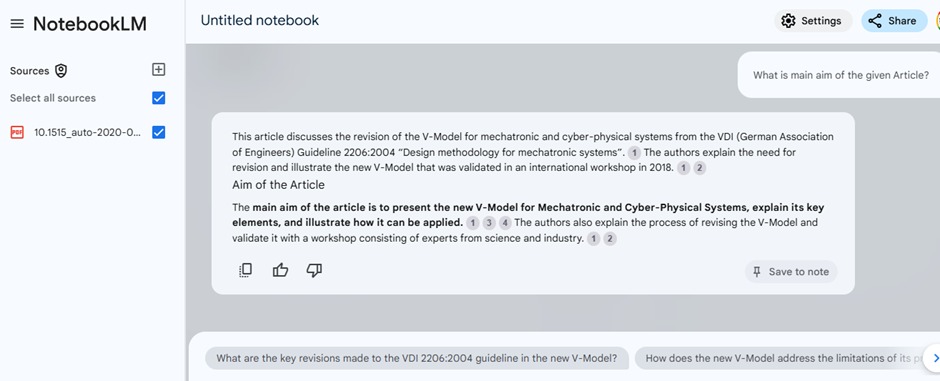 NotebookLM
Untitled notebook
Settings
Share
Sources
Select all sources
PDF
10.1515_auto-2020-0...
What is main aim of the given Article?
This article discusses the revision of the V-Model for mechatronic and cyber-physical systems from the VDI (German Association
of Engineers) Guideline 2206:2004 “Design methodology for mechatronic systems”. 1 The authors explain the need for
revision and illustrate the new V-Model that was validated in an international workshop in 2018. 1 2
Aim of the Article
The main aim of the article is to present the new V-Model for Mechatronic and Cyber-Physical Systems, explain its key
elements, and illustrate how it can be applied. 1 3 4 The authors also explain the process of revising the V-Model and
validate it with a workshop consisting of experts from science and industry. 1 2
Save to note
What are the key revisions made to the VDI 2206:2004 guideline in the new V-Model?
How does the new V-Model address the limitations of its